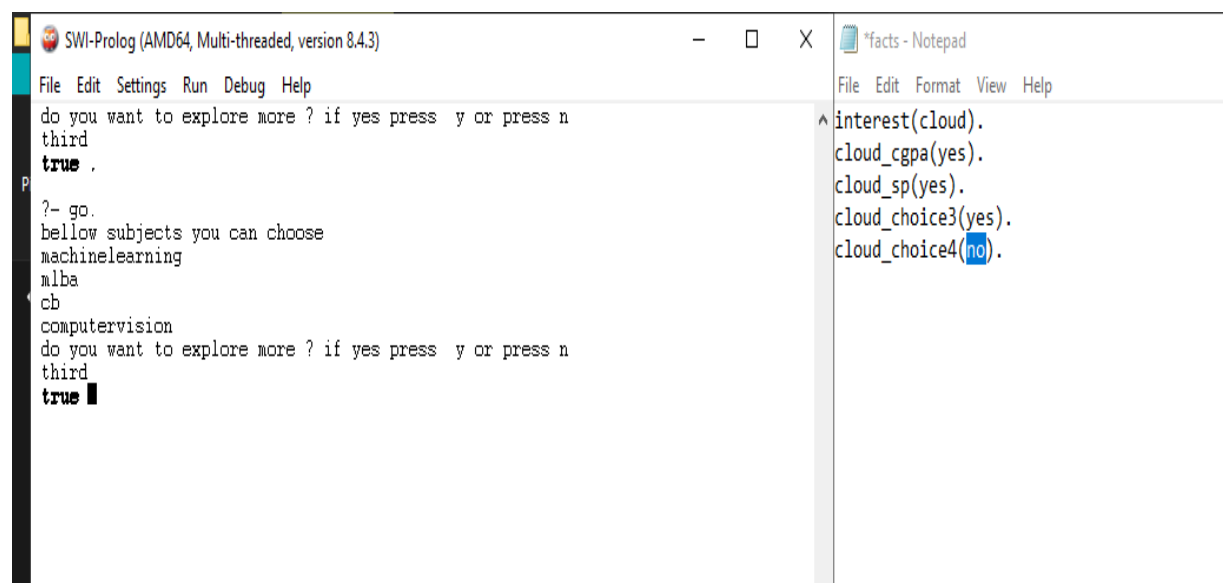 SWI-Prolog (AMD64, Multi-threaded, version 8.4.3)
File Edit Settings Run Debug Help
do you want to explore more ? if yes press  y or press n
third
true .
?- go.
bellow subjects you can choose
machinelearning
mlba
cb
computervision
do you want to explore more ? if yes press  y or press n
third
true
*facts - Notepad
File Edit Format View Help
interest(cloud).
cloud_cgpa(yes).
cloud_sp(yes).
cloud_choice3(yes).
cloud_choice4(no).